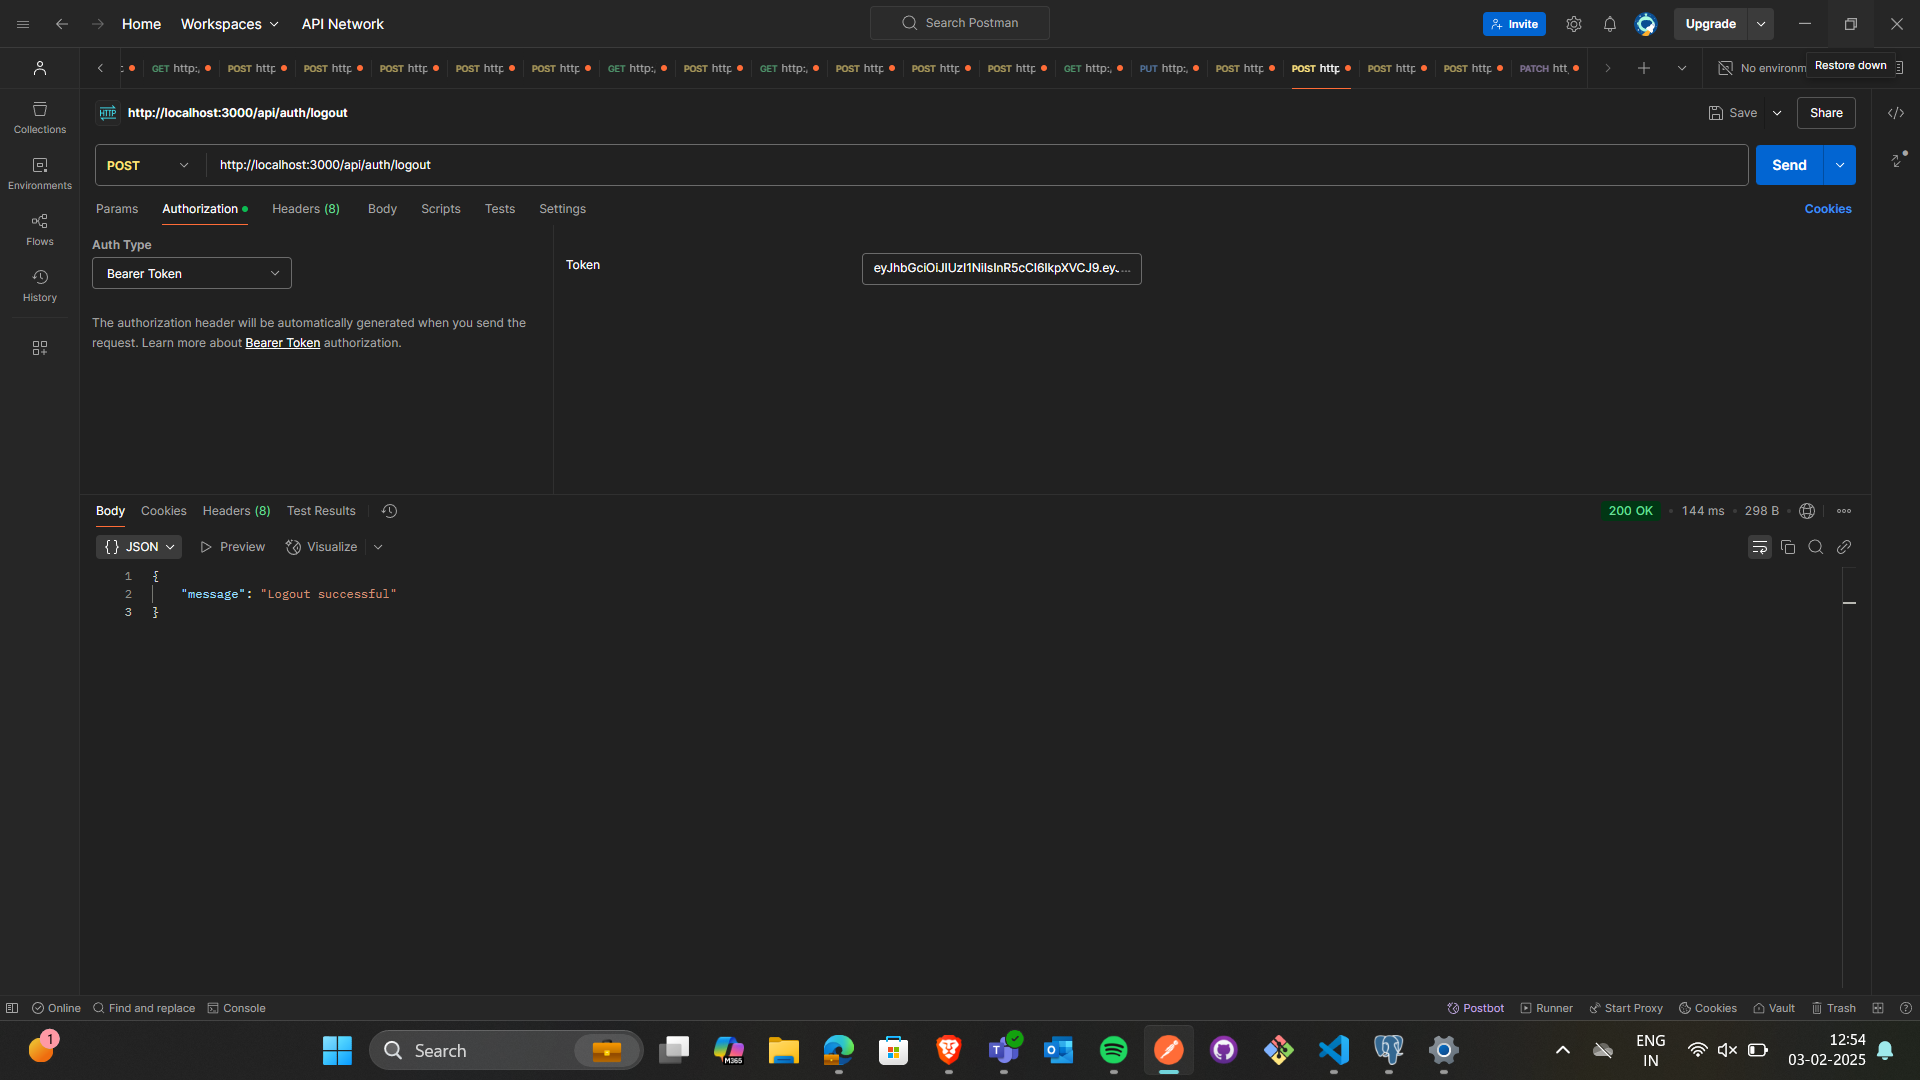 Home Workspaces API Network Search Postman Invite Upgrade
GET http:, POST http POST http POST http POST http POST http GET http:, POST http GET http:, POST http POST http POST http GET http:, PUT http:, POST http POST http POST http POST http PATCH htt No environm Restore down
HTTP http://localhost:3000/api/auth/logout Save Share
Collections
POST http://localhost:3000/api/auth/logout Send
Environments
Params Authorization Headers (8) Body Scripts Tests Settings Cookies
Flows
Auth Type
Bearer Token
Token eyJhbGciOiJIUzI1NiIsInR5cCI6IkpXVCJ9.ey. ...
History
The authorization header will be automatically generated when you send the
request. Learn more about Bearer Token authorization.
Body Cookies Headers (8) Test Results 200 OK • 144 ms • 298 B
{} JSON Preview Visualize
1 {
2 "message": "Logout successful"
3 }
Online Find and replace Console Postbot Runner Start Proxy Cookies Vault Trash
1 Search M365 ENG
IN 12:54
03-02-2025